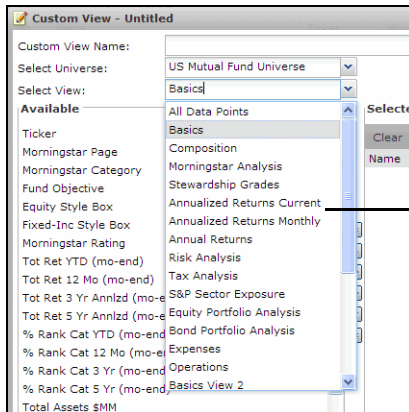 Custom View - Untitled
Custom View Name:
Select Universe: US Mutual Fund Universe
Select View: Basics
Available
Ticker
Morningstar Page
Morningstar Category
Fund Objective
Equity Style Box
Fixed-Inc Style Box
Morningstar Rating
Tot Ret YTD (mo-end)
Tot Ret 12 Mo (mo-end)
Tot Ret 3 Yr Annlzd (mo-e
Tot Ret 5 Yr Annlzd (mo-e
% Rank Cat YTD (mo-end)
% Rank Cat 12 Mo (mo-e
% Rank Cat 3 Yr (mo-end)
% Rank Cat 5 Yr (mo-end)
Total Assets $MM
All Data Points
Basics
Composition
Morningstar Analysis
Stewardship Grades
Annualized Returns Current
Annualized Returns Monthly
Annual Returns
Risk Analysis
Tax Analysis
S&P Sector Exposure
Equity Portfolio Analysis
Bond Portfolio Analysis
Expenses
Operations
Basics View 2
Selecte
Clear
Name